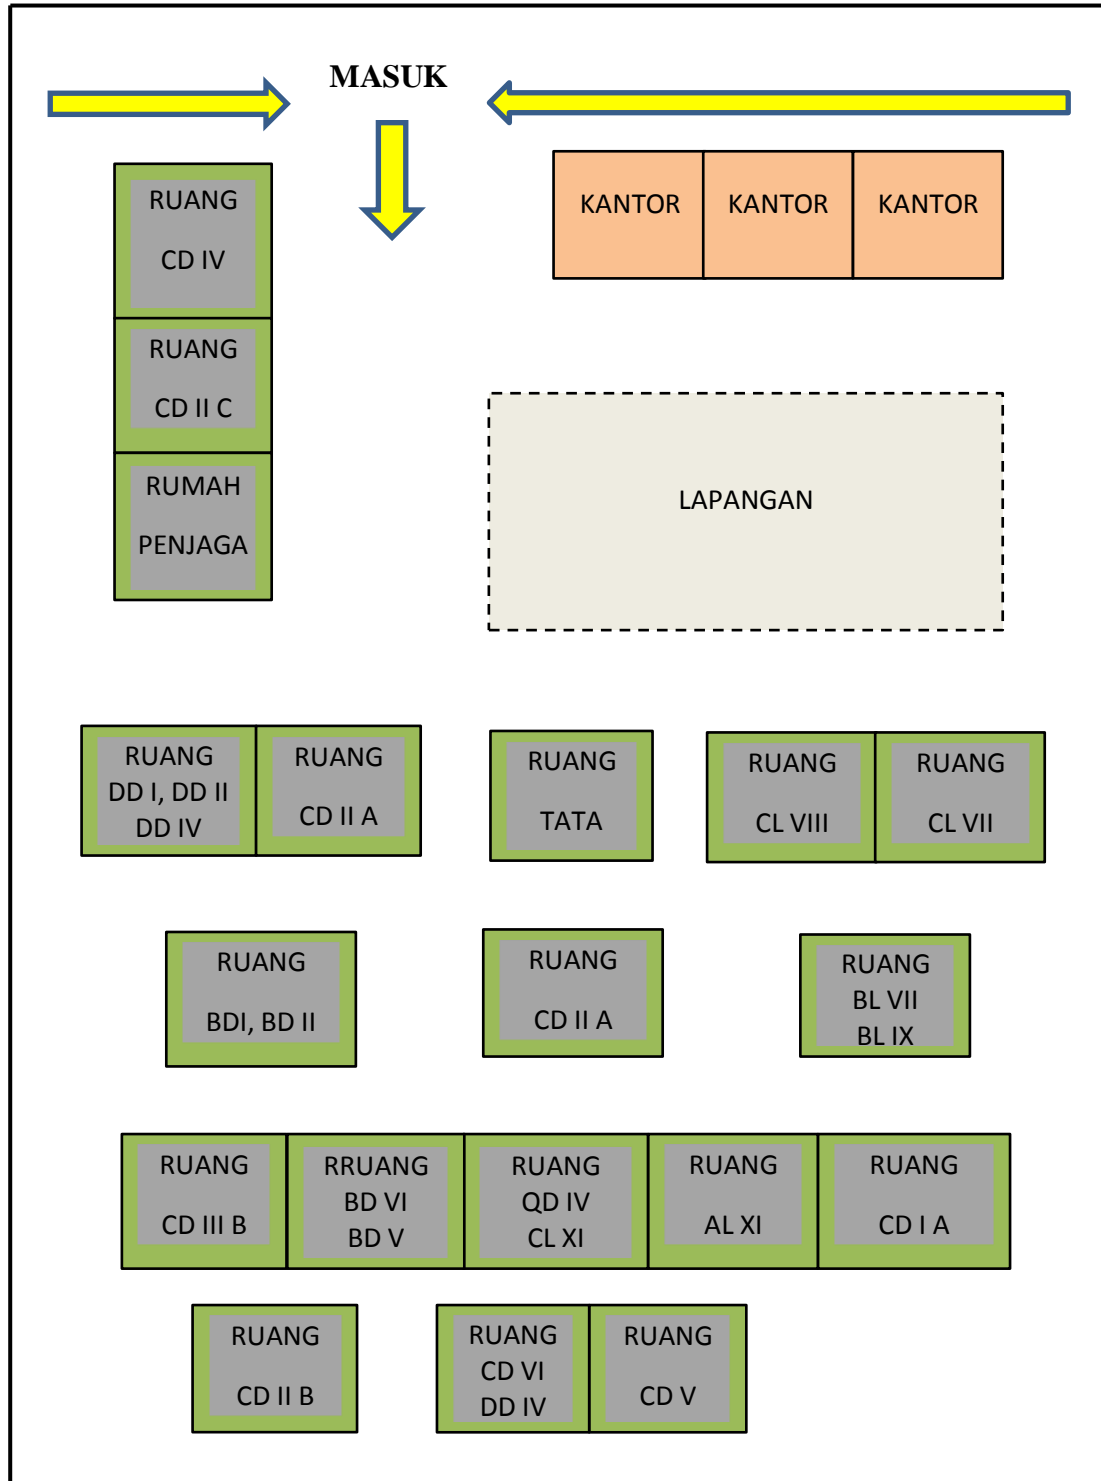 MASUK
RUANG
CD IV
KANTOR
KANTOR
KANTOR
RUANG
CD II C
RUMAH
PENJAGA
LAPANGAN
RUANG
DD I, DD II
DD IV
RUANG
CD II A
RUANG
TATA
RUANG
CL VIII
RUANG
CL VII
RUANG
BDI, BD II
RUANG
CD II A
RUANG
BL VII
BL IX
RUANG
CD III B
RRUANG
BD VI
BD V
RUANG
QD IV
CL XI
RUANG
AL XI
RUANG
CD I A
RUANG
CD II B
RUANG
CD VI
DD IV
RUANG
CD V